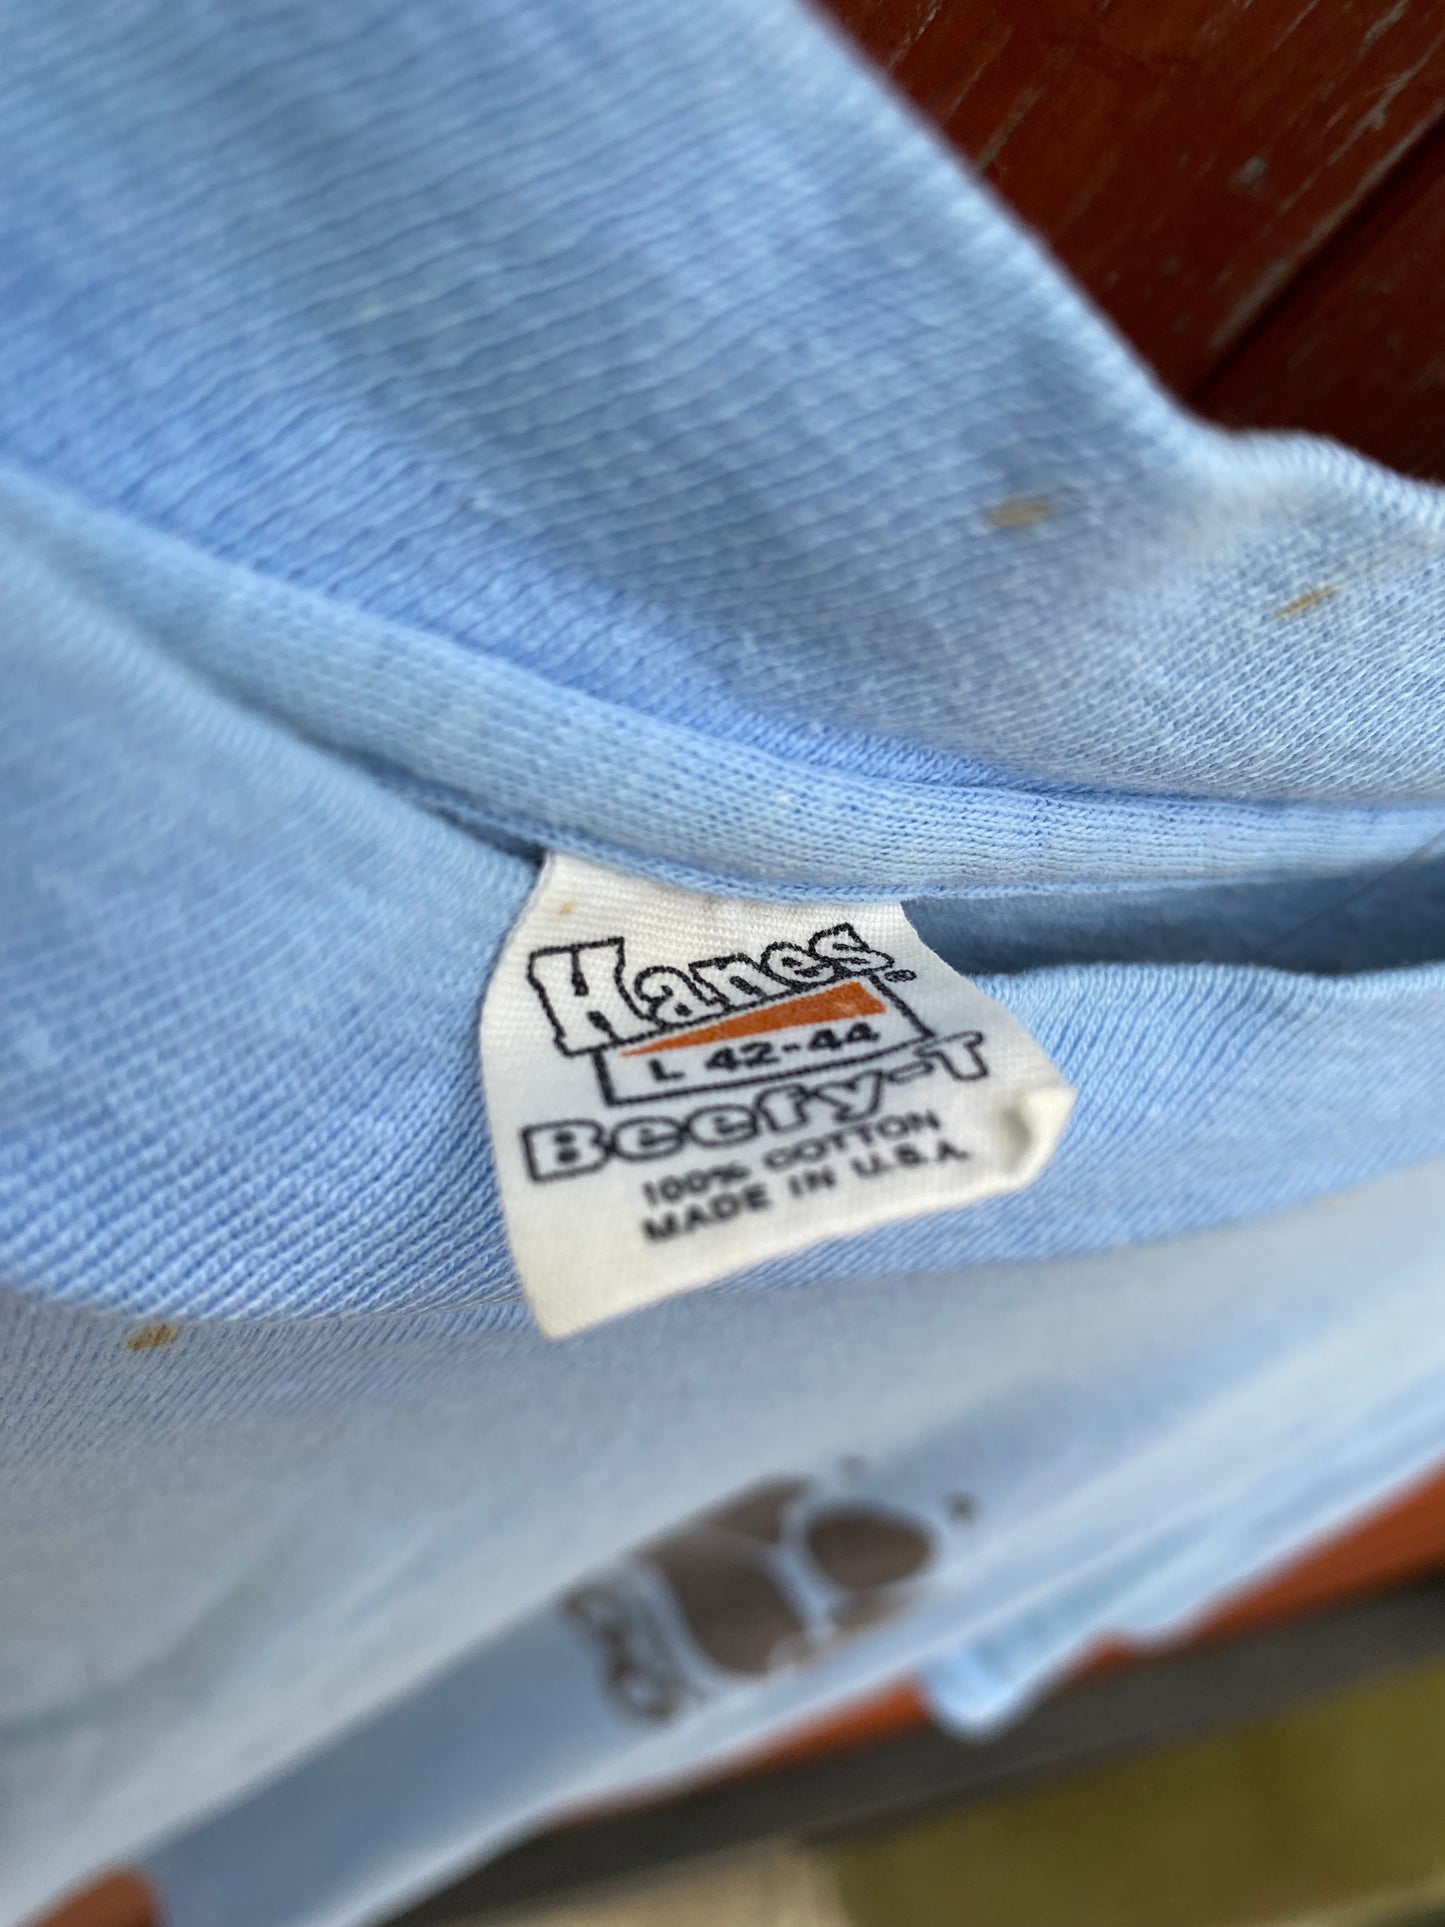 Hanes®
L 42-44
Beefy-T
100% COTTON
MADE IN U.S.A.